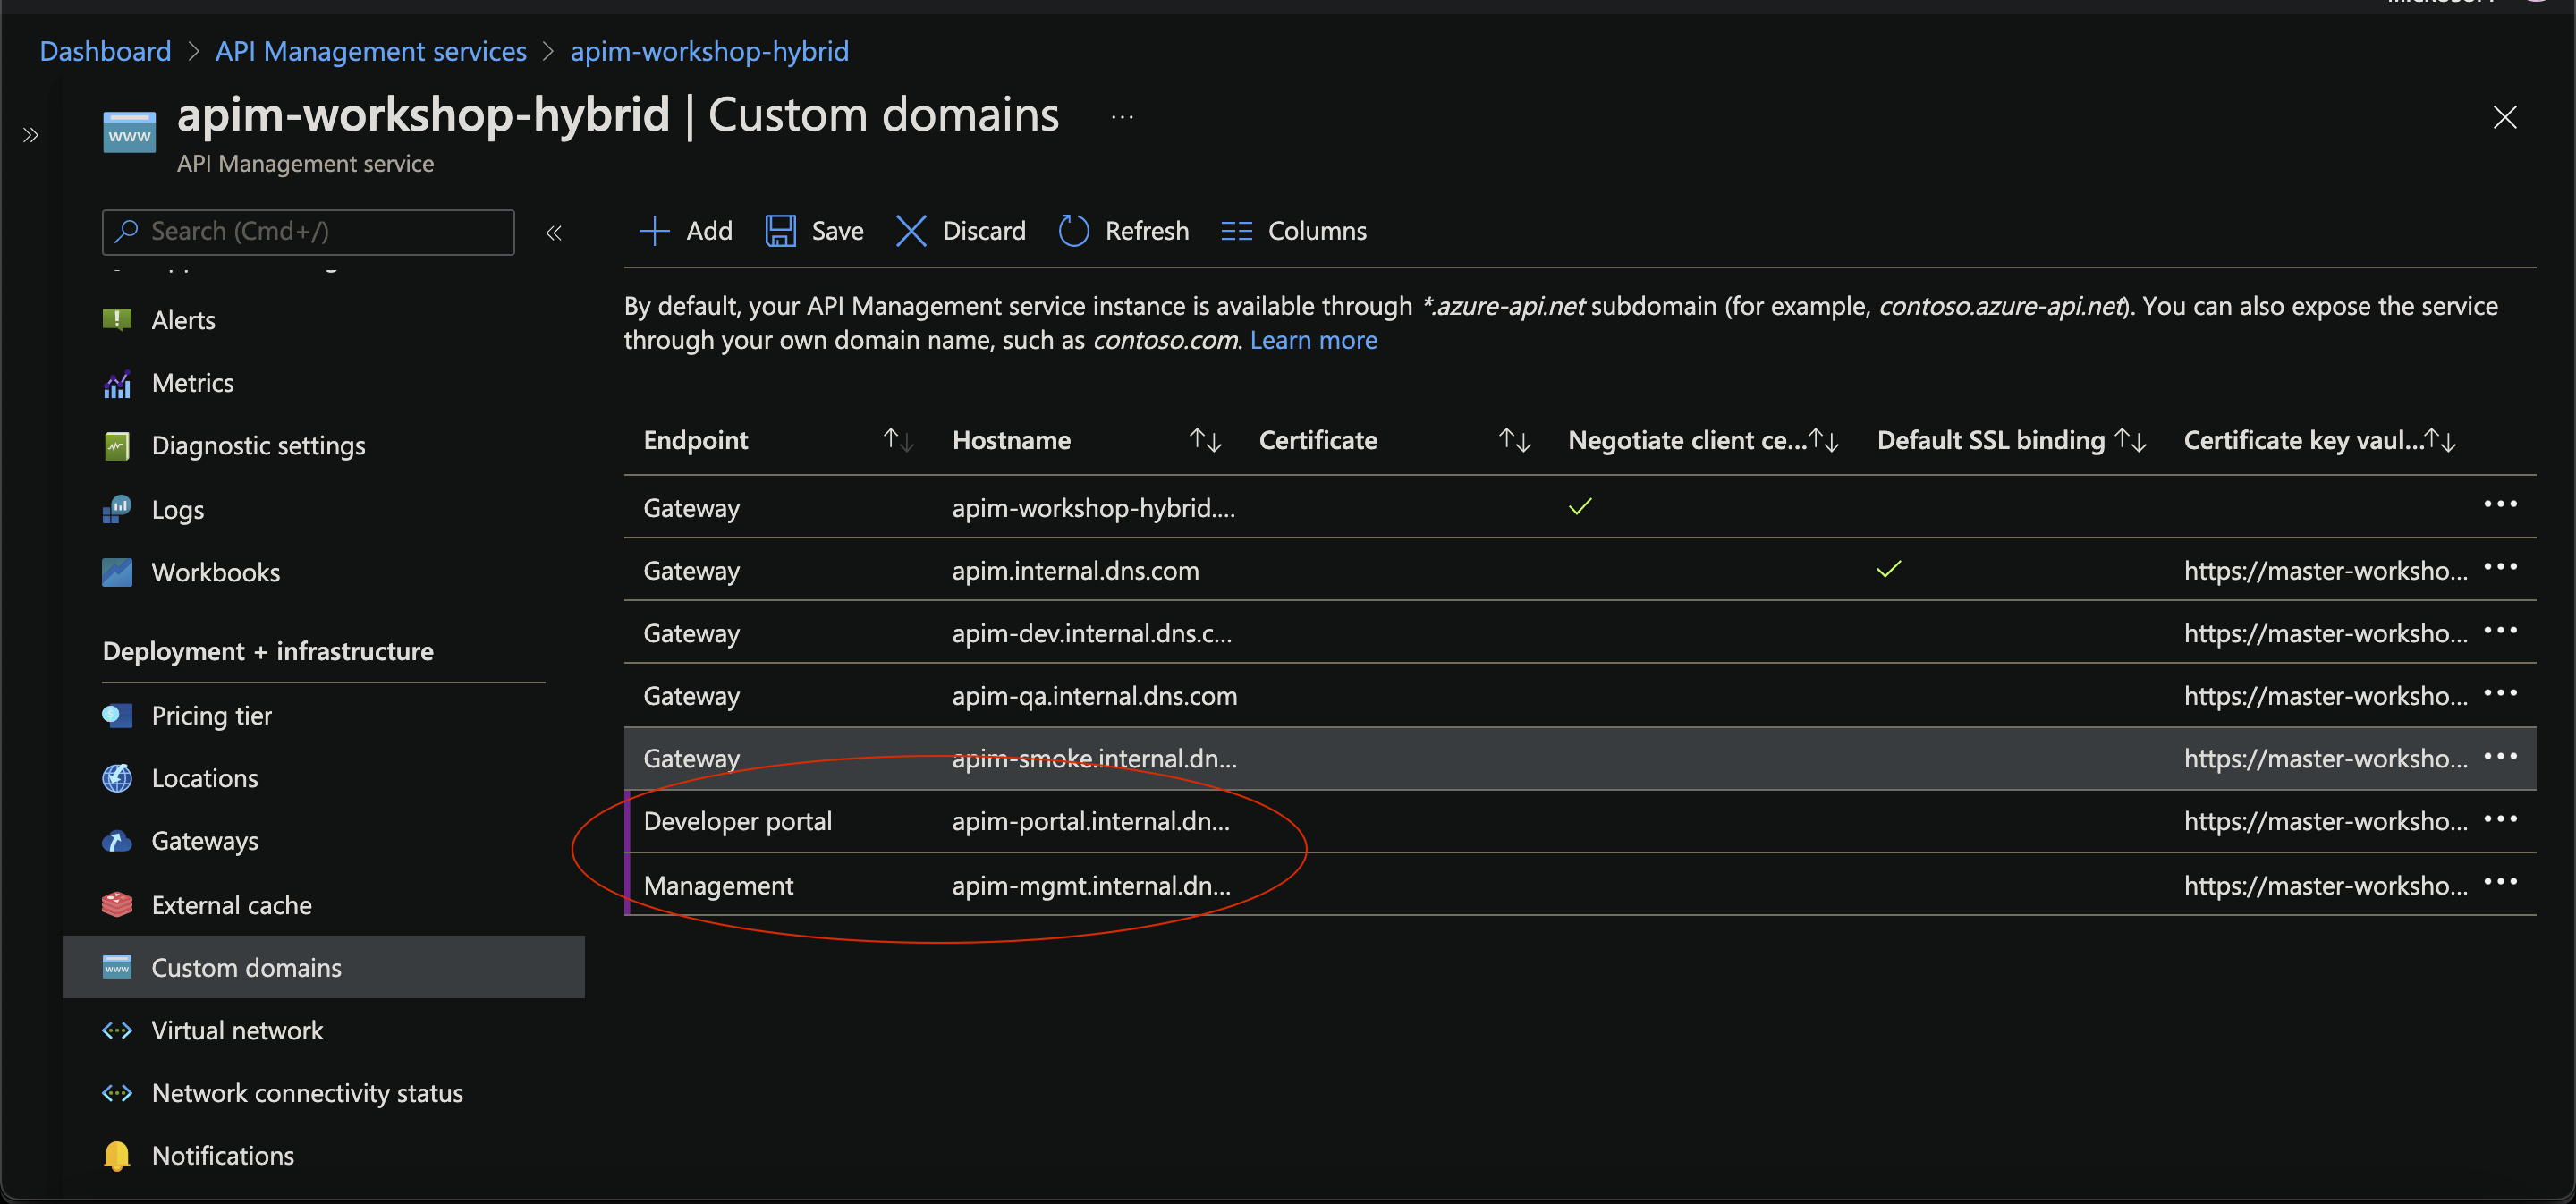 Dashboard > API Management services > apim-workshop-hybrid
www
apim-workshop-hybrid | Custom domains ...
API Management service
Search (Cmd+/)
Alerts
Metrics
Diagnostic settings
Logs
Workbooks
Deployment + infrastructure
Pricing tier
Locations
Gateways
External cache
www
Custom domains
Virtual network
Network connectivity status
Notifications
Add Save Discard Refresh Columns
By default, your API Management service instance is available through *.azure-api.net subdomain (for example, contoso.azure-api.net). You can also expose the service
through your own domain name, such as contoso.com. Learn more
Endpoint Hostname Certificate Negotiate client ce... Default SSL binding Certificate key vaul...
Gateway apim-workshop-hybrid....
Gateway apim.internal.dns.com https://master-worksho...
Gateway apim-dev.internal.dns.c... https://master-worksho...
Gateway apim-qa.internal.dns.com https://master-worksho...
Gateway apim-smoke.internal.dn... https://master-worksho...
Developer portal apim-portal.internal.dn... https://master-worksho...
Management apim-mgmt.internal.dn... https://master-worksho...